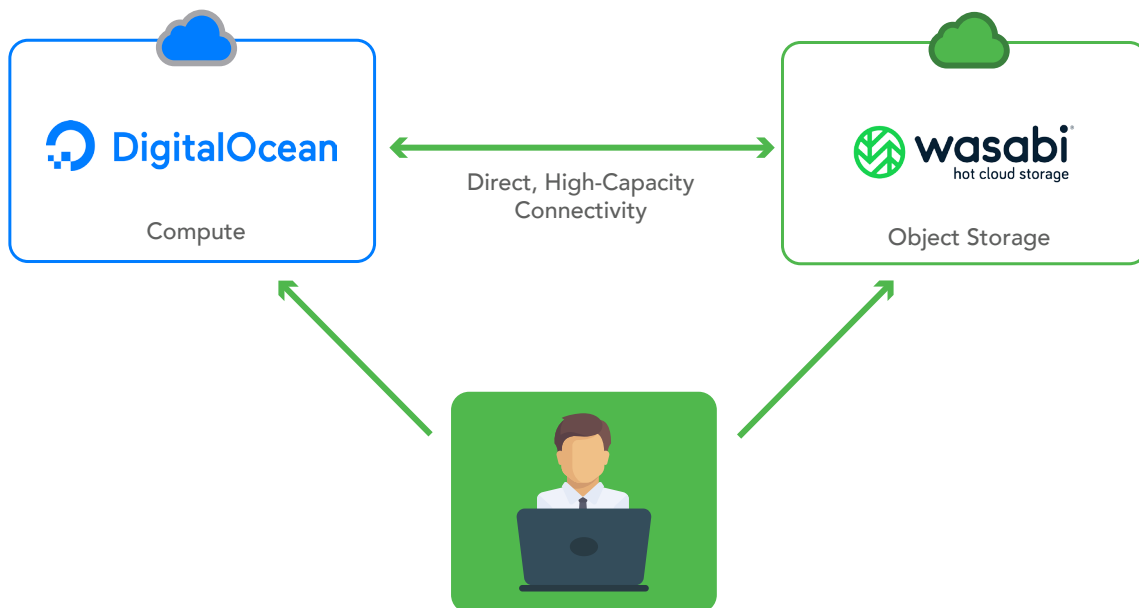 DigitalOcean
Compute
Direct, High-Capacity
Connectivity
wasabi
hot cloud storage
Object Storage